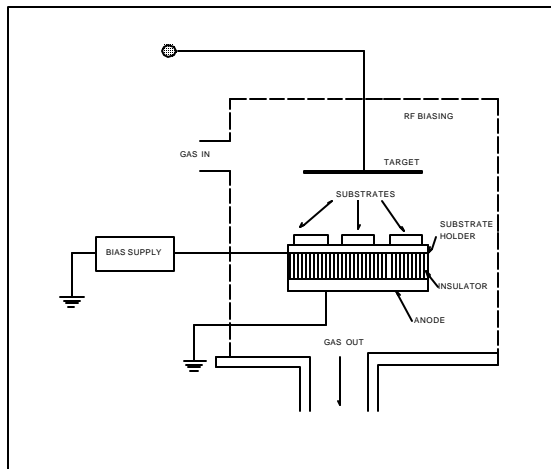 RF BIASING
GAS IN
TARGET
SUBSTRATES
SUBSTRATE
HOLDER
BIAS SUPPLY
INSULATOR
ANODE
GAS OUT